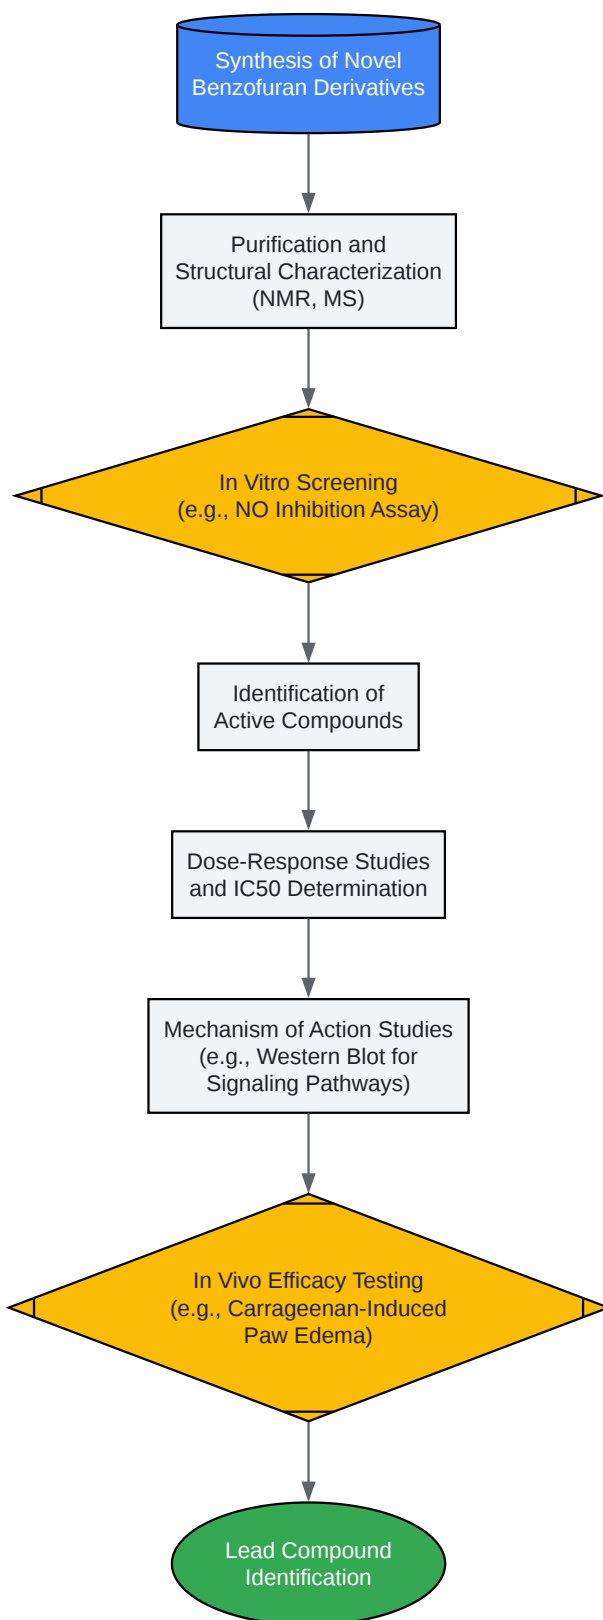 Synthesis of Novel
Benzofuran Derivatives
Purification and
Structural Characterization
(NMR, MS)
In Vitro Screening
(e.g., NO Inhibition Assay)
Identification of
Active Compounds
Dose-Response Studies
and IC50 Determination
Mechanism of Action Studies
(e.g., Western Blot for
Signaling Pathways)
In Vivo Efficacy Testing
(e.g., Carrageenan-Induced
Paw Edema)
Lead Compound
Identification